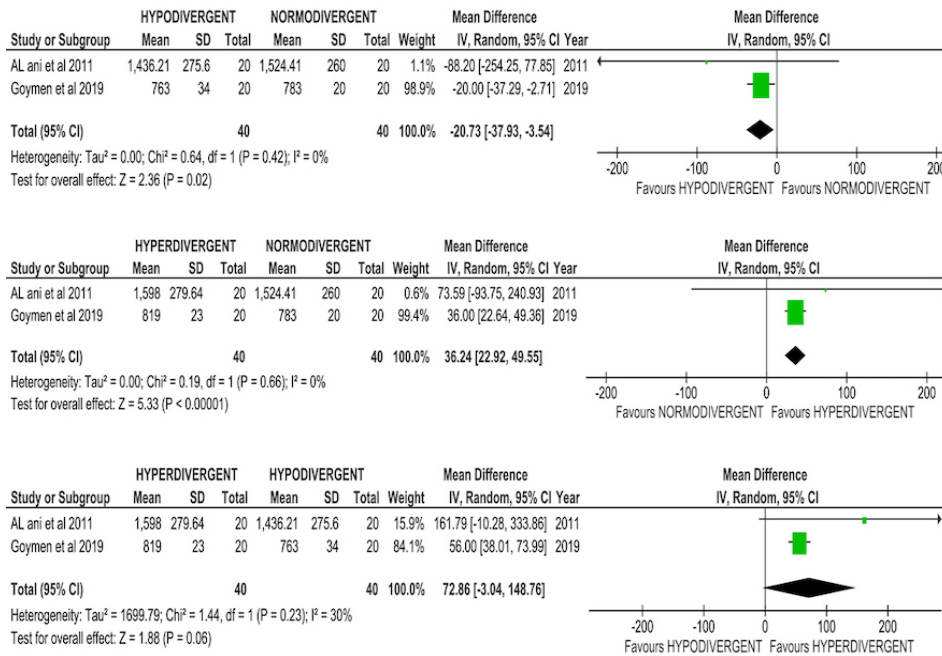 HYPODIVERGENT NORMODIVERGENT Mean Difference Mean Difference
Study or Subgroup Mean SD Total Mean SD Total Weight IV, Random, 95% CI Year IV, Random, 95% CI
AL ani et al 2011 1,436.21 275.6 20 1,524.41 260 20 1.1% -88.20 [-254.25, 77.85] 2011
Goymen et al 2019 763 34 20 783 20 20 98.9% -20.00 [-37.29, -2.71] 2019
Total (95% CI) 40 40 100.0% -20.73 [-37.93, -3.54]
Heterogeneity: Tau² = 0.00; Chi² = 0.64, df = 1 (P = 0.42); I² = 0%
Test for overall effect: Z = 2.36 (P = 0.02)
-200 -100 0 100 200
Favours HYPODIVERGENT Favours NORMODIVERGENT
HYPERDIVERGENT NORMODIVERGENT Mean Difference Mean Difference
Study or Subgroup Mean SD Total Mean SD Total Weight IV, Random, 95% CI Year IV, Random, 95% CI
AL ani et al 2011 1,598 279.64 20 1,524.41 260 20 0.6% 73.59 [-93.75, 240.93] 2011
Goymen et al 2019 819 23 20 783 20 20 99.4% 36.00 [22.64, 49.36] 2019
Total (95% CI) 40 40 100.0% 36.24 [22.92, 49.55]
Heterogeneity: Tau² = 0.00; Chi² = 0.19, df = 1 (P = 0.66); I² = 0%
Test for overall effect: Z = 5.33 (P < 0.00001)
-200 -100 0 100 200
Favours NORMODIVERGENT Favours HYPERDIVERGENT
HYPERDIVERGENT HYPODIVERGENT Mean Difference Mean Difference
Study or Subgroup Mean SD Total Mean SD Total Weight IV, Random, 95% CI Year IV, Random, 95% CI
AL ani et al 2011 1,598 279.64 20 1,436.21 275.6 20 15.9% 161.79 [-10.28, 333.86] 2011
Goymen et al 2019 819 23 20 763 34 20 84.1% 56.00 [38.01, 73.99] 2019
Total (95% CI) 40 40 100.0% 72.86 [-3.04, 148.76]
Heterogeneity: Tau² = 1699.79; Chi² = 1.44, df = 1 (P = 0.23); I² = 30%
Test for overall effect: Z = 1.88 (P = 0.06)
-200 -100 0 100 200
Favours HYPODIVERGENT Favours HYPERDIVERGENT